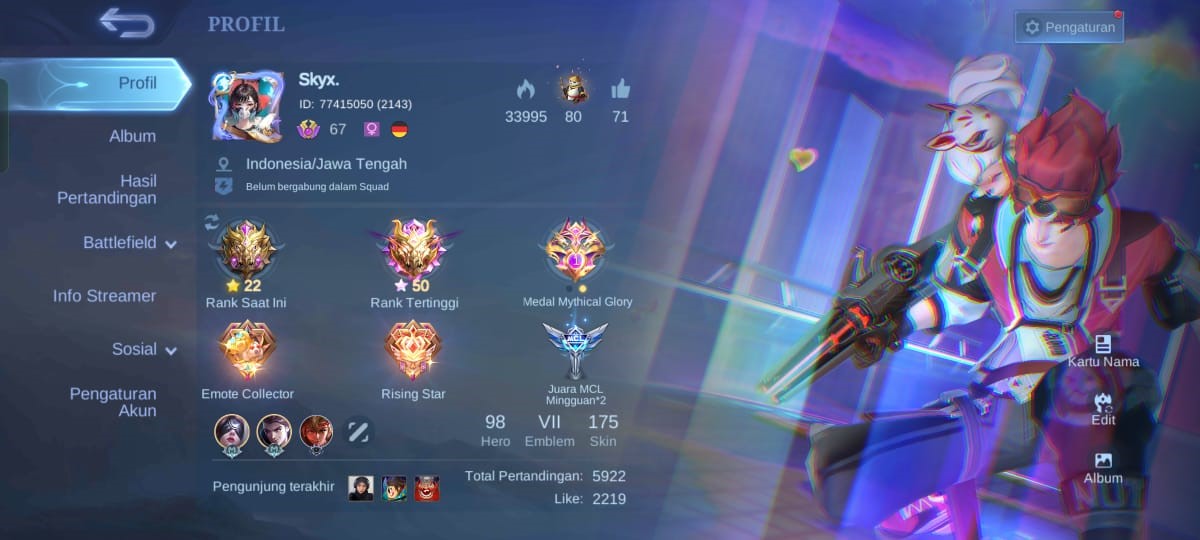 PROFIL
Pengaturan
Profil
Album
Hasil
Pertandingan
Battlefield
Info Streamer
Sosial
Pengaturan
Akun
Skyx.
ID: 77415050 (2143)
67
33995
80
71
Indonesia/Jawa Tengah
Belum bergabung dalam Squad
22
Rank Saat Ini
50
Rank Tertinggi
1
Medal Mythical Glory
Emote Collector
Rising Star
MCL
Juara MCL
Mingguan*2
M
M
98
Hero
VII
Emblem
175
Skin
Pengunjung terakhir
Total Pertandingan: 5922
Like: 2219
Kartu Nama
Edit
Album